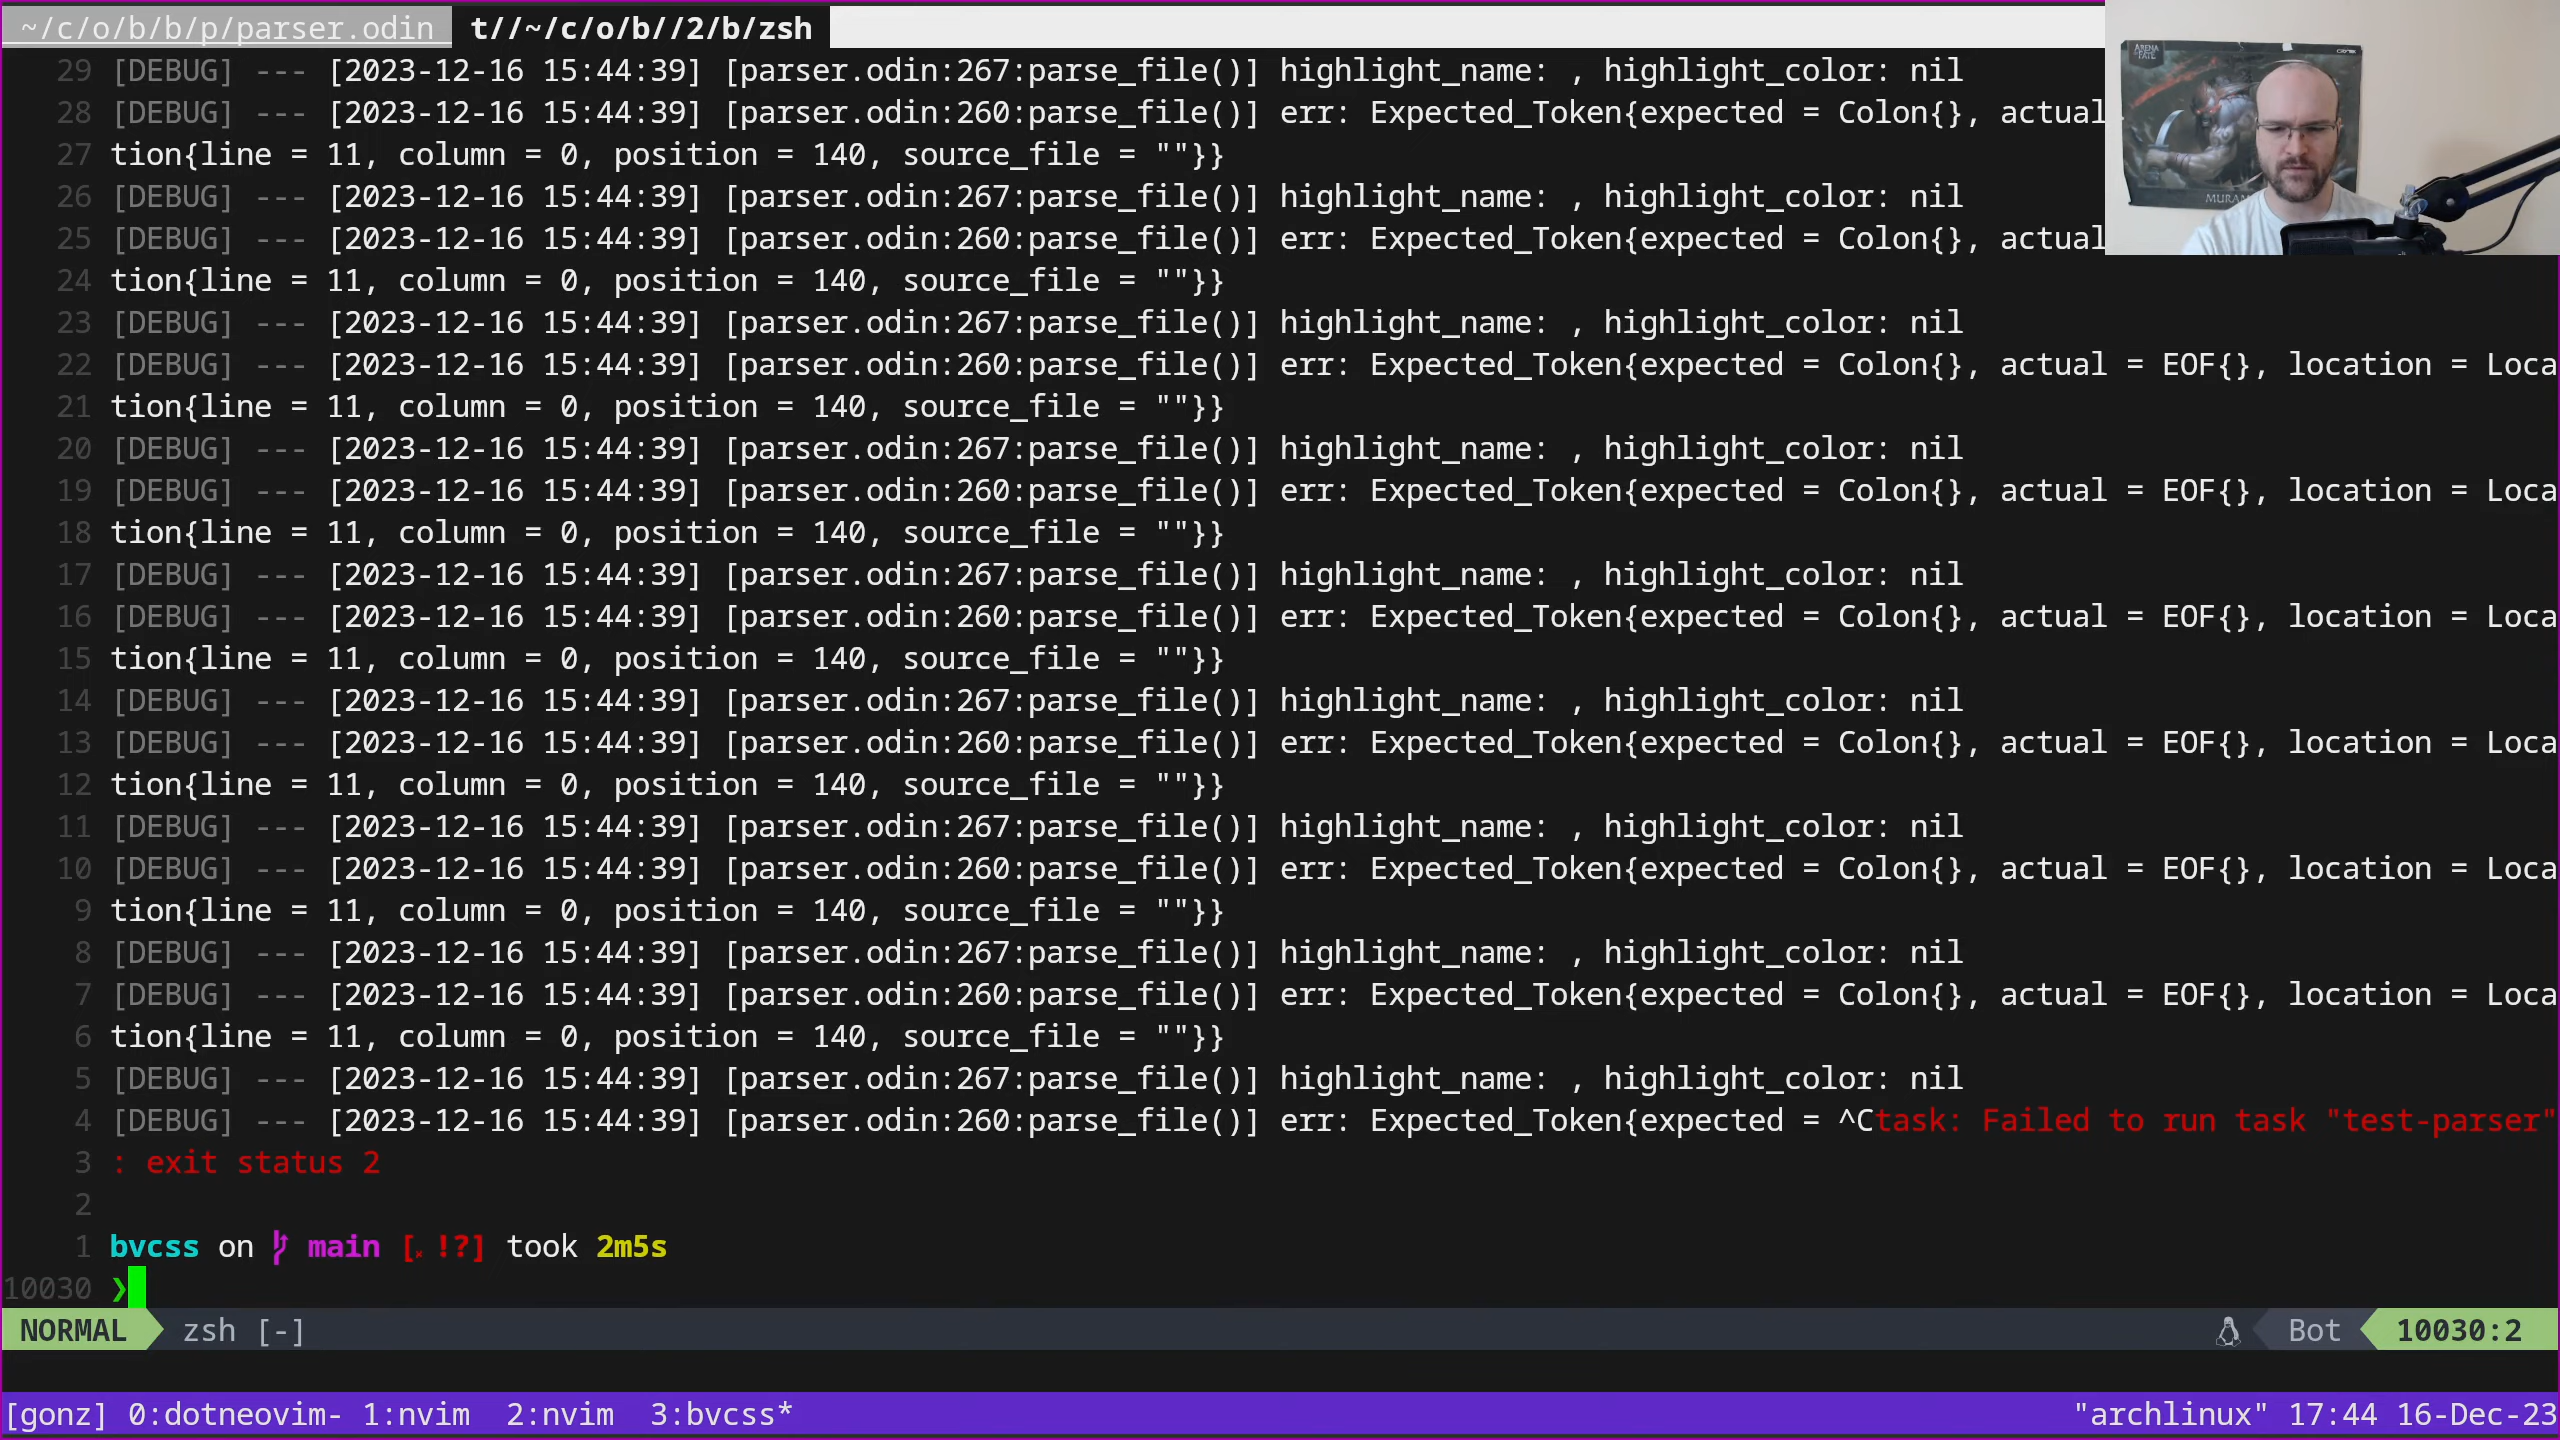 ~/c/o/b/b/p/parser.odin t//~/c/o/b//2/b/zsh
29 [DEBUG] --- [2023-12-16 15:44:39] [parser.odin:267:parse_file()] highlight_name: , highlight_color: nil
28 [DEBUG] --- [2023-12-16 15:44:39] [parser.odin:260:parse_file()] err: Expected_Token{expected = Colon{}, actual
27 tion{line = 11, column = 0, position = 140, source_file = ""}}
26 [DEBUG] --- [2023-12-16 15:44:39] [parser.odin:267:parse_file()] highlight_name: , highlight_color: nil
25 [DEBUG] --- [2023-12-16 15:44:39] [parser.odin:260:parse_file()] err: Expected_Token{expected = Colon{}, actual
24 tion{line = 11, column = 0, position = 140, source_file = ""}}
23 [DEBUG] --- [2023-12-16 15:44:39] [parser.odin:267:parse_file()] highlight_name: , highlight_color: nil
22 [DEBUG] --- [2023-12-16 15:44:39] [parser.odin:260:parse_file()] err: Expected_Token{expected = Colon{}, actual = EOF{}, location = Loca
21 tion{line = 11, column = 0, position = 140, source_file = ""}}
20 [DEBUG] --- [2023-12-16 15:44:39] [parser.odin:267:parse_file()] highlight_name: , highlight_color: nil
19 [DEBUG] --- [2023-12-16 15:44:39] [parser.odin:260:parse_file()] err: Expected_Token{expected = Colon{}, actual = EOF{}, location = Loca
18 tion{line = 11, column = 0, position = 140, source_file = ""}}
17 [DEBUG] --- [2023-12-16 15:44:39] [parser.odin:267:parse_file()] highlight_name: , highlight_color: nil
16 [DEBUG] --- [2023-12-16 15:44:39] [parser.odin:260:parse_file()] err: Expected_Token{expected = Colon{}, actual = EOF{}, location = Loca
15 tion{line = 11, column = 0, position = 140, source_file = ""}}
14 [DEBUG] --- [2023-12-16 15:44:39] [parser.odin:267:parse_file()] highlight_name: , highlight_color: nil
13 [DEBUG] --- [2023-12-16 15:44:39] [parser.odin:260:parse_file()] err: Expected_Token{expected = Colon{}, actual = EOF{}, location = Loca
12 tion{line = 11, column = 0, position = 140, source_file = ""}}
11 [DEBUG] --- [2023-12-16 15:44:39] [parser.odin:267:parse_file()] highlight_name: , highlight_color: nil
10 [DEBUG] --- [2023-12-16 15:44:39] [parser.odin:260:parse_file()] err: Expected_Token{expected = Colon{}, actual = EOF{}, location = Loca
9 tion{line = 11, column = 0, position = 140, source_file = ""}}
8 [DEBUG] --- [2023-12-16 15:44:39] [parser.odin:267:parse_file()] highlight_name: , highlight_color: nil
7 [DEBUG] --- [2023-12-16 15:44:39] [parser.odin:260:parse_file()] err: Expected_Token{expected = Colon{}, actual = EOF{}, location = Loca
6 tion{line = 11, column = 0, position = 140, source_file = ""}}
5 [DEBUG] --- [2023-12-16 15:44:39] [parser.odin:267:parse_file()] highlight_name: , highlight_color: nil
4 [DEBUG] --- [2023-12-16 15:44:39] [parser.odin:260:parse_file()] err: Expected_Token{expected = ^Ctask: Failed to run task "test-parser"
3 : exit status 2
2
1 bvcss on main [× !?] took 2m5s
10030 ❯
NORMAL zsh [-] Bot 10030:2
[gonz] 0:dotneovim- 1:nvim 2:nvim 3:bvcss* "archlinux" 17:44 16-Dec-23